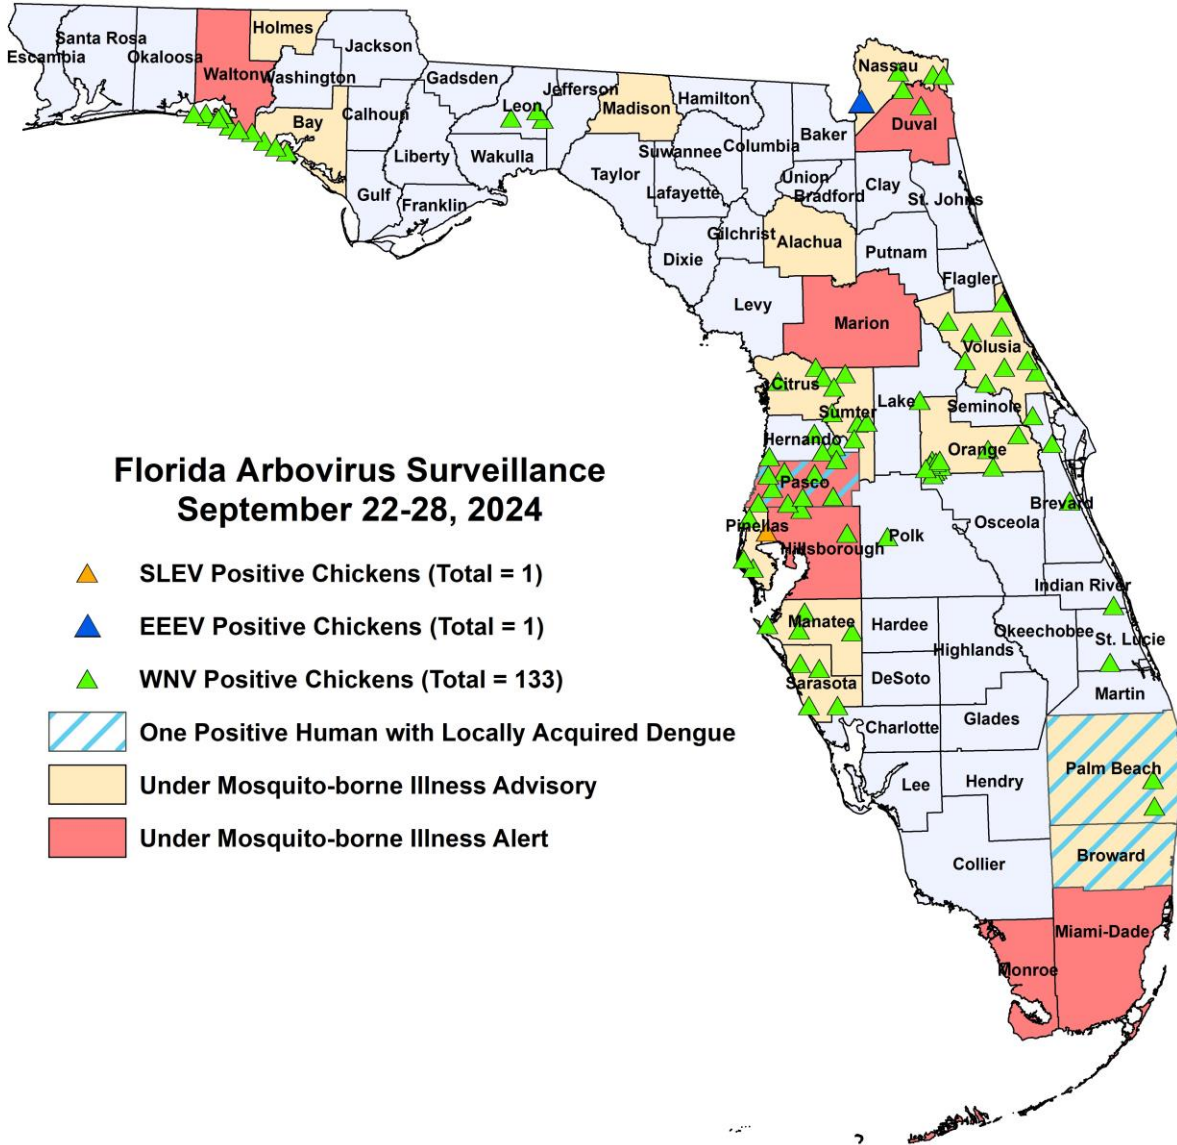 Holmes
Santa Rosa
Jackson
Escambia
Okaloosa
Walton
Washington
Gadsden
Jefferson
Nassau
Leon
Madison
Hamilton
Bay
Calhoun
Duval
Baker
Columbia
Suwannee
Liberty
Wakulla
Taylor
Union
Clay
Lafayette
Bradford
St. Johns
Gulf
Franklin
Gilchrist
Alachua
Putnam
Dixie
Flagler
Levy
Marion
Volusia
Citrus
Lake
Seminole
Sumter
Hernando
Orange
Florida Arbovirus Surveillance
September 22-28, 2024
Pasco
Brevard
Pinellas
Osceola
Polk
Hillsborough
SLEV Positive Chickens (Total = 1)
Indian River
EEEV Positive Chickens (Total = 1)
Manatee
Hardee
Okeechobee
St. Lucie
Highlands
WNV Positive Chickens (Total = 133)
DeSoto
Sarasota
Martin
Glades
Charlotte
One Positive Human with Locally Acquired Dengue
Palm Beach
Lee
Hendry
Under Mosquito-borne Illness Advisory
Under Mosquito-borne Illness Alert
Broward
Collier
Miami-Dade
Monroe